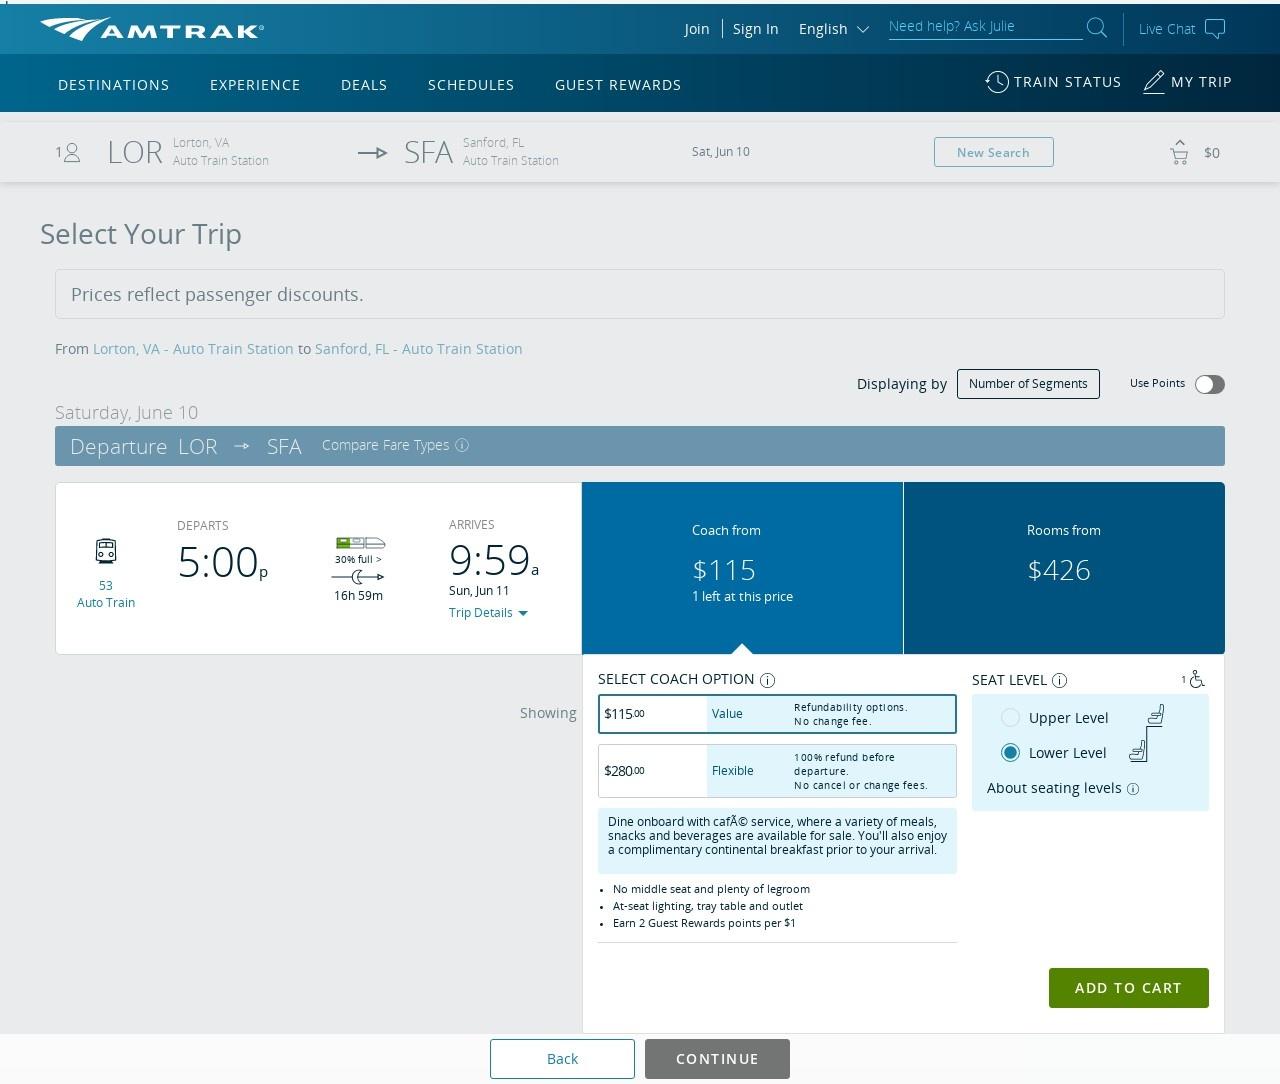 AMTRAK
Join
Sign In
English
Need help? Ask Julie
Live Chat
DESTINATIONS
EXPERIENCE
DEALS
SCHEDULES
GUEST REWARDS
TRAIN STATUS
MY TRIP
1
LOR
Lorton, VA
Auto Train Station
SFA
Sanford, FL
Auto Train Station
Sat, Jun 10
New Search
$0
Select Your Trip
Prices reflect passenger discounts.
From Lorton, VA - Auto Train Station to Sanford, FL - Auto Train Station
Displaying by
Number of Segments
Use Points
Saturday, June 10
Departure LOR SFA Compare Fare Types
53
Auto Train
DEPARTS
5:00p
30% full >
16h 59m
ARRIVES
9:59a
Sun, Jun 11
Trip Details
Coach from
$115
1 left at this price
Rooms from
$426
Showing
SELECT COACH OPTION
$115.00
Value
Refundability options.
No change fee.
$280.00
Flexible
100% refund before
departure.
No cancel or change fees.
Dine onboard with cafÃ© service, where a variety of meals,
snacks and beverages are available for sale. You'll also enjoy
a complimentary continental breakfast prior to your arrival.
• No middle seat and plenty of legroom
• At-seat lighting, tray table and outlet
• Earn 2 Guest Rewards points per $1
SEAT LEVEL
1
Upper Level
Lower Level
About seating levels
ADD TO CART
Back
CONTINUE